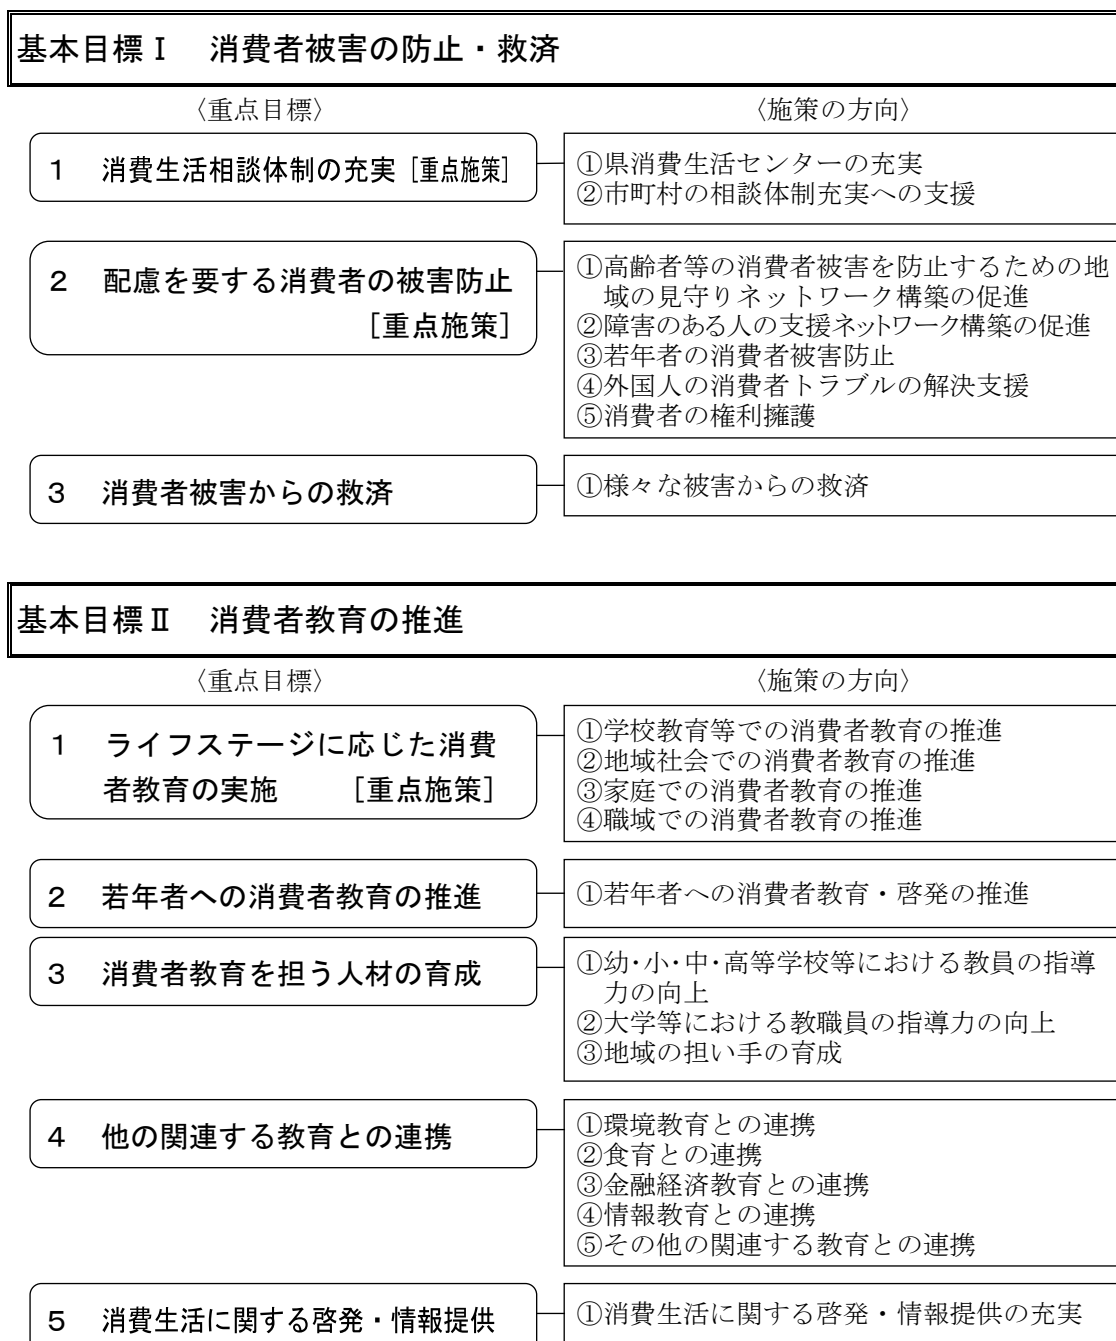 基本目標Ⅰ　消費者被害の防止・救済
〈重点目標〉　〈施策の方向〉
１　消費生活相談体制の充実［重点施策］
①県消費生活センターの充実
②市町村の相談体制充実への支援
２　配慮を要する消費者の被害防止
［重点施策］
①高齢者等の消費者被害を防止するための地
域の見守りネットワーク構築の促進
②障害のある人の支援ネットワーク構築の促進
③若年者の消費者被害防止
④外国人の消費者トラブルの解決支援
⑤消費者の権利擁護
３　消費者被害からの救済
①様々な被害からの救済
基本目標Ⅱ　消費者教育の推進
〈重点目標〉　〈施策の方向〉
１　ライフステージに応じた消費
者教育の実施　［重点施策］
①学校教育等での消費者教育の推進
②地域社会での消費者教育の推進
③家庭での消費者教育の推進
④職域での消費者教育の推進
２　若年者への消費者教育の推進
①若年者への消費者教育・啓発の推進
３　消費者教育を担う人材の育成
①幼・小・中・高等学校等における教員の指導
力の向上
②大学等における教職員の指導力の向上
③地域の担い手の育成
４　他の関連する教育との連携
①環境教育との連携
②食育との連携
③金融経済教育との連携
④情報教育との連携
⑤その他の関連する教育との連携
５　消費生活に関する啓発・情報提供
①消費生活に関する啓発・情報提供の充実